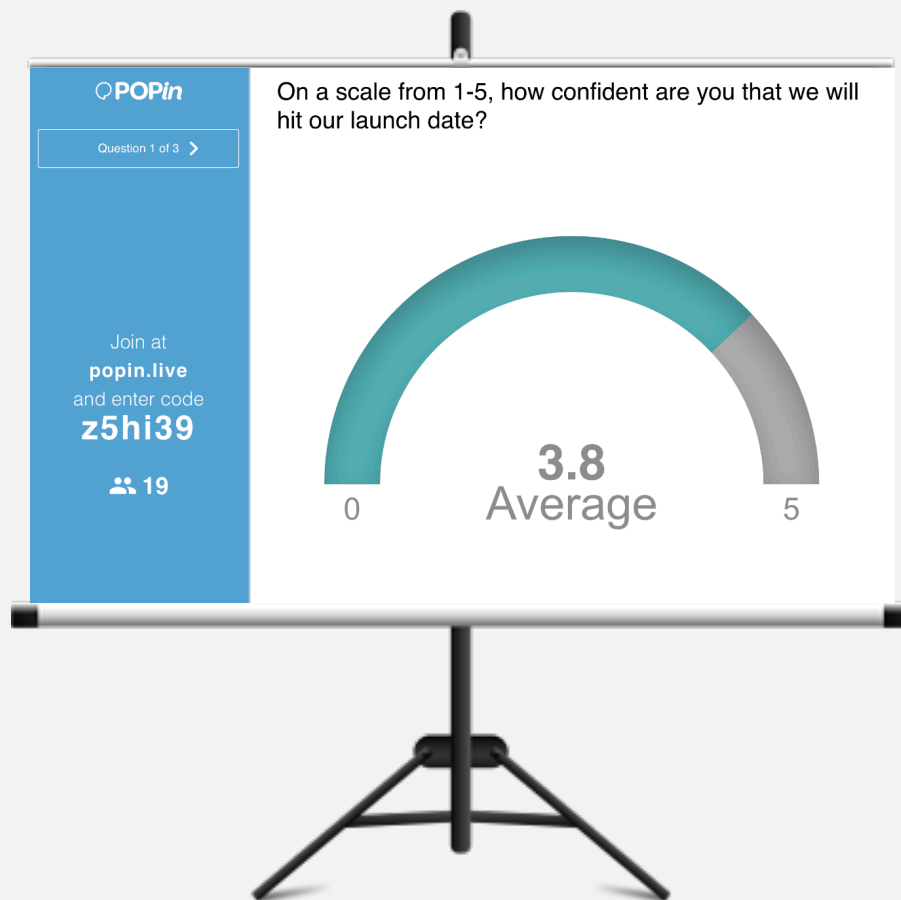 POPin
Question 1 of 3
Join at
popin.live
and enter code
z5hi39
19
On a scale from 1-5, how confident are you that we will
hit our launch date?
3.8
Average
0
5